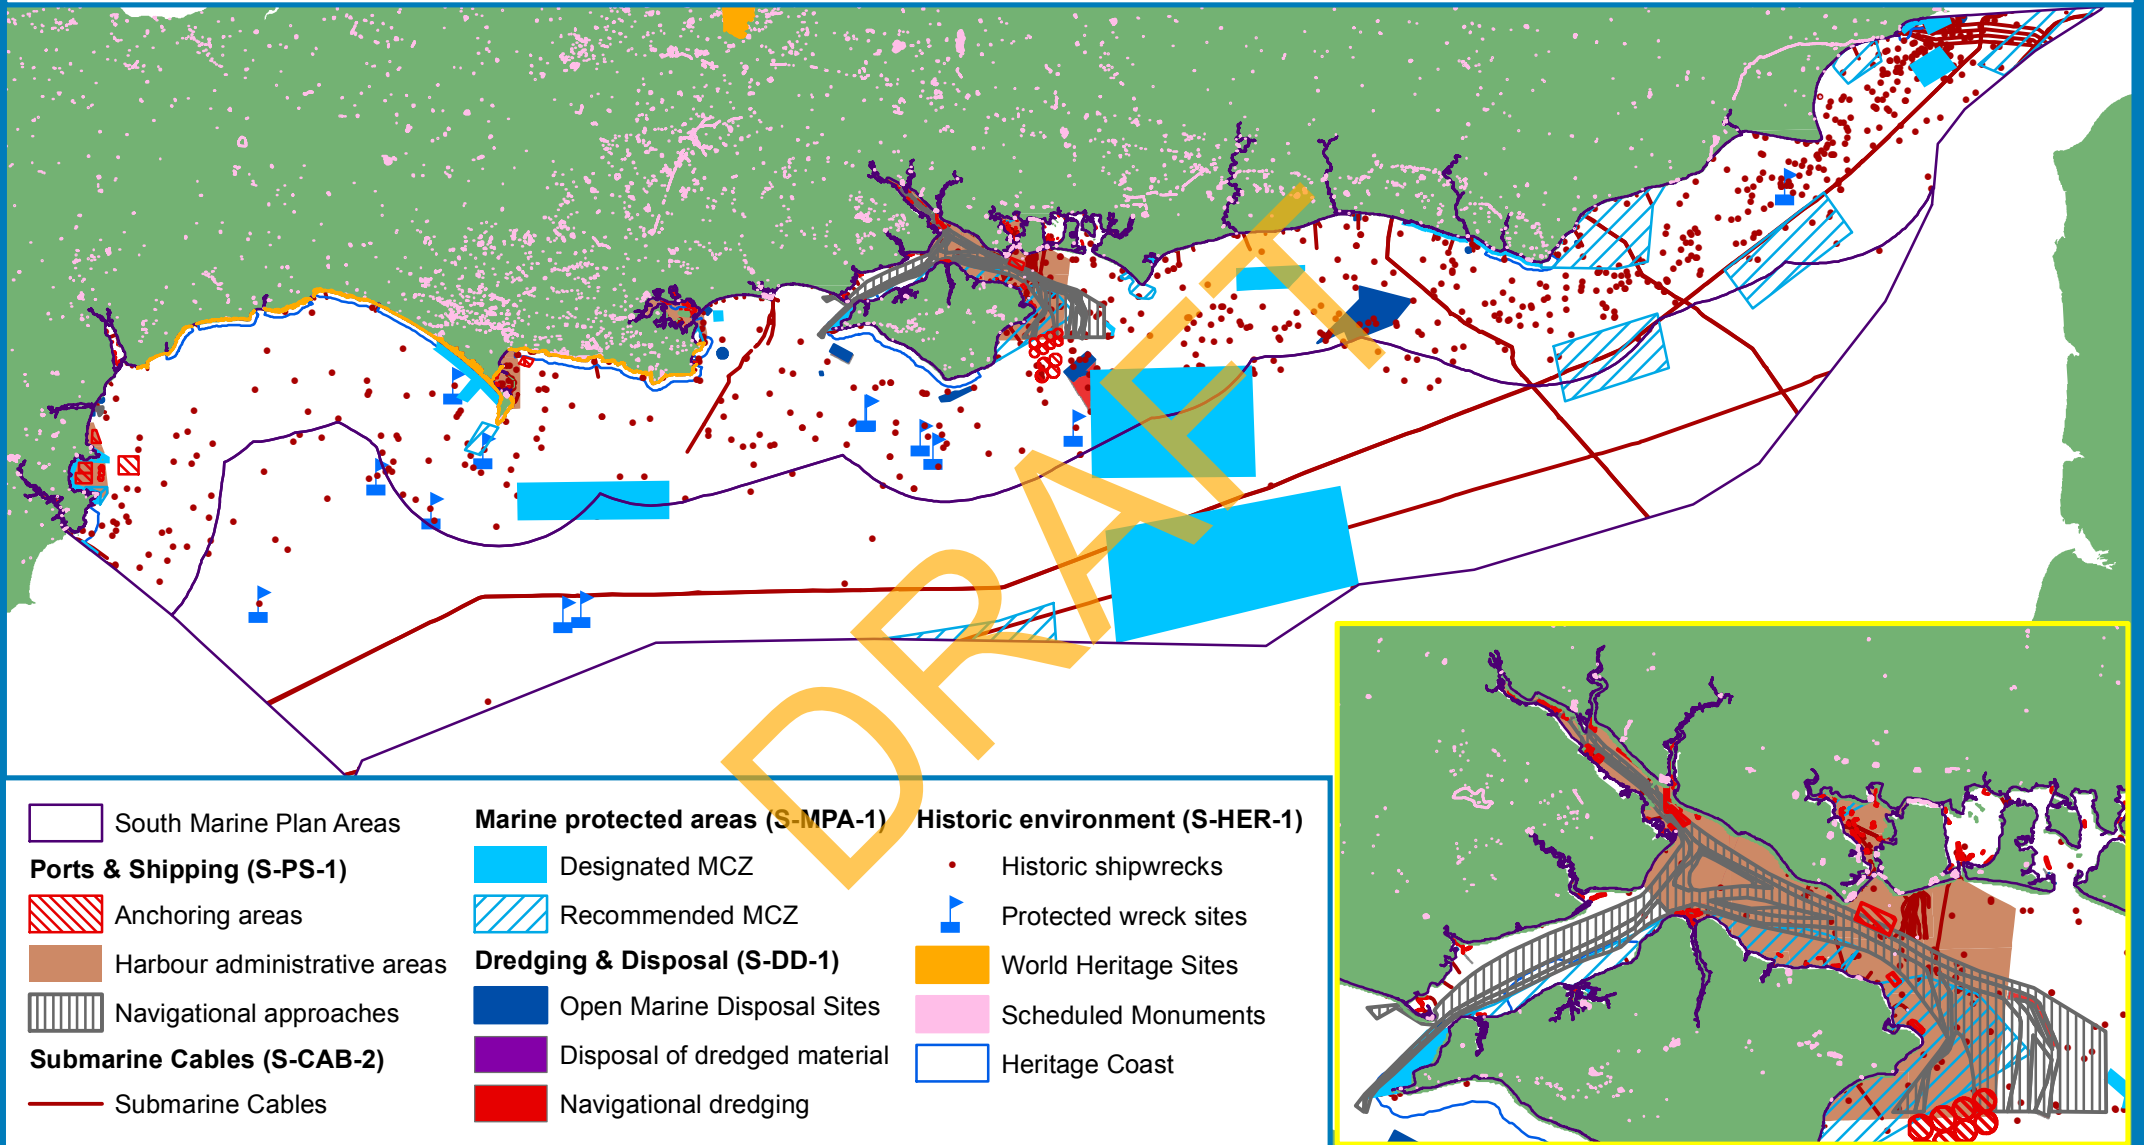 DRAFT
South Marine Plan Areas
Ports & Shipping (S-PS-1)
Anchoring areas
Harbour administrative areas
Navigational approaches
Submarine Cables (S-CAB-2)
Submarine Cables
Marine protected areas (S-MPA-1)
Designated MCZ
Recommended MCZ
Dredging & Disposal (S-DD-1)
Open Marine Disposal Sites
Disposal of dredged material
Navigational dredging
Historic environment (S-HER-1)
Historic shipwrecks
Protected wreck sites
World Heritage Sites
Scheduled Monuments
Heritage Coast